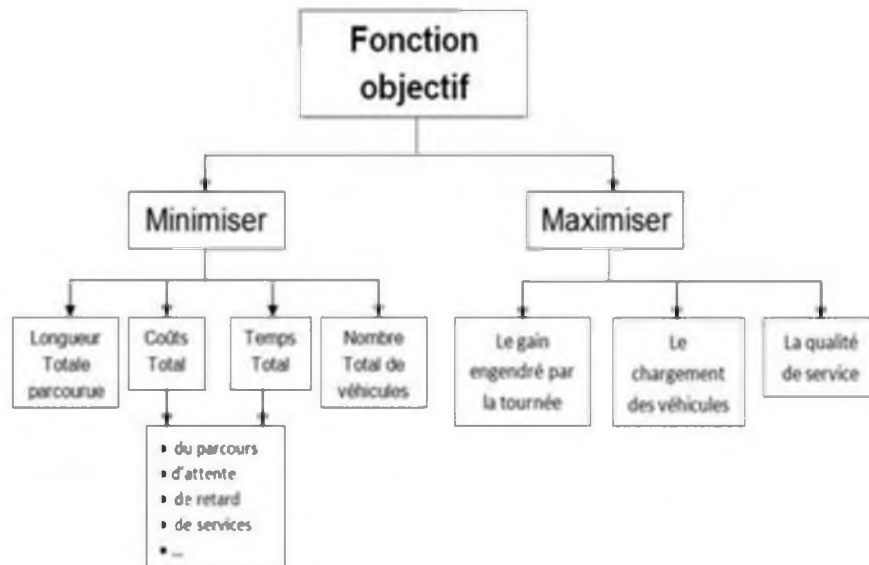 Fonction
objectif
Minimiser
Maximiser
Longueur
Totale
parcourue
Coûts
Total
Temps
Total
Nombre
Total de
véhicules
Le gain
engendré par
la tournée
Le
chargement
des véhicules
La qualité
de service
• du parcours
• d'attente
• de retard
• de services
• ...